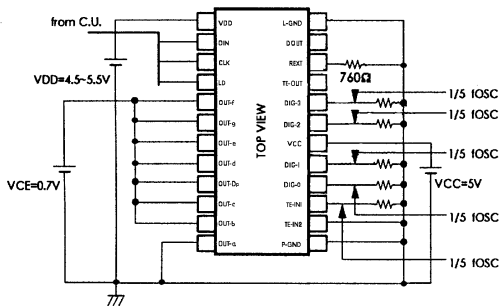 from C.U.
VDD L-GND
DIN DOUT
CLK REXT
LD TE-OUT
760Ω
VDD=4.5~5.5V
OUT-f DIG-3
1/5 fOSC
OUT-g DIG-2
1/5 fOSC
OUT-e VCC
OUT-d DIG-1
1/5 fOSC
TOP VIEW
VCE=0.7V
VCC=5V
OUT-Dp DIG-0
OUT-c TE-IN1
1/5 fOSC
OUT-b TE-IN2
OUT-a P-GND
1/5 fOSC